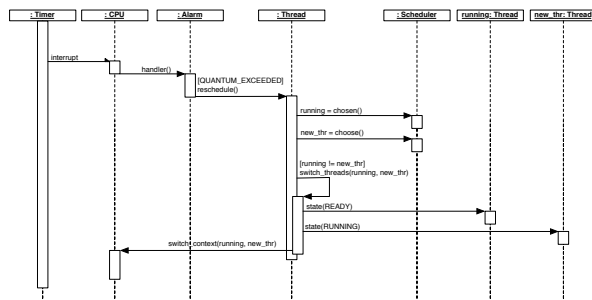 : Timer
: CPU
: Alarm
: Thread
: Scheduler
running: Thread
new_thr: Thread
interrupt
handler()
[QUANTUM_EXCEEDED]
reschedule()
running = chosen()
new_thr = choose()
[running != new_thr]
switch_threads(running, new_thr)
state(READY)
state(RUNNING)
switch_context(running, new_thr)